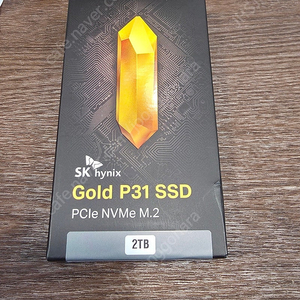 SK hynix
Gold P31 SSD
PCIe NVMe M.2
2TB